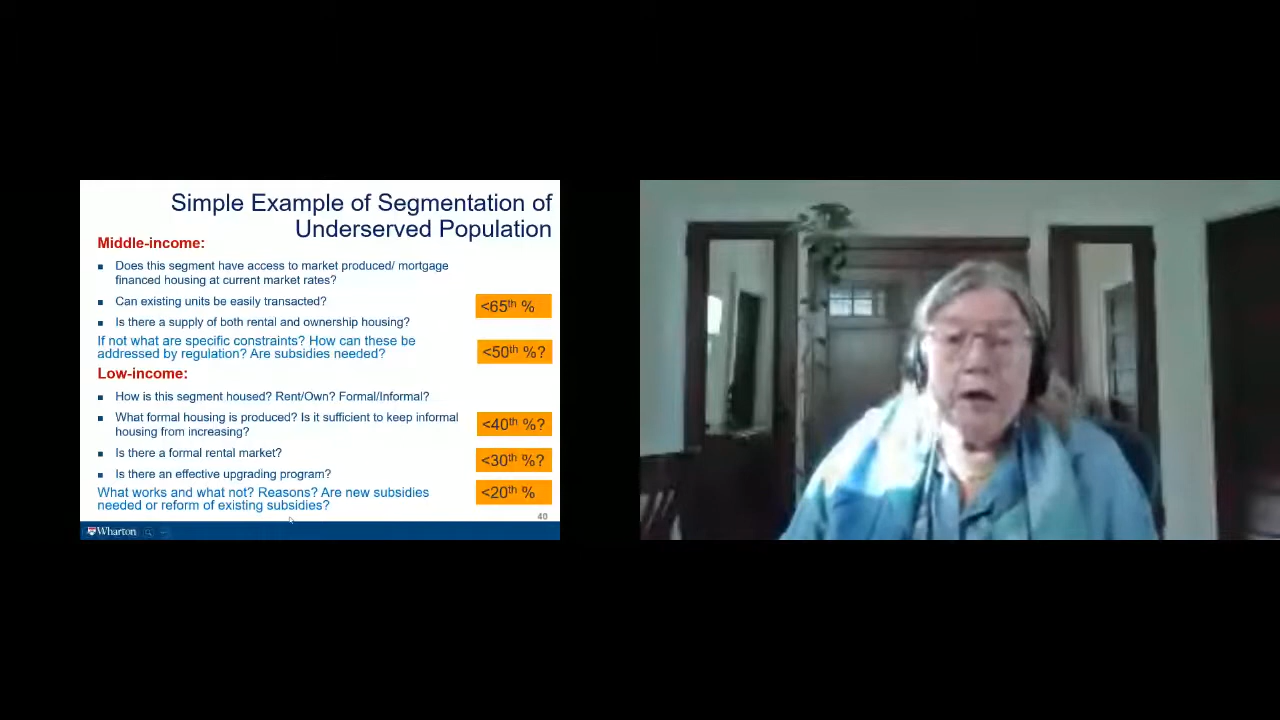 Simple Example of Segmentation of
Underserved Population
Middle-income:
Does this segment have access to market produced/ mortgage
financed housing at current market rates?
Can existing units be easily transacted?
<65th %
Is there a supply of both rental and ownership housing?
If not what are specific constraints? How can these be
addressed by regulation? Are subsidies needed?
<50th %?
Low-income:
How is this segment housed? Rent/Own? Formal/Informal?
What formal housing is produced? Is it sufficient to keep informal
housing from increasing?
<40th %?
Is there a formal rental market?
<30th %?
Is there an effective upgrading program?
What works and what not? Reasons? Are new subsidies
needed or reform of existing subsidies?
<20th %
40
Wharton